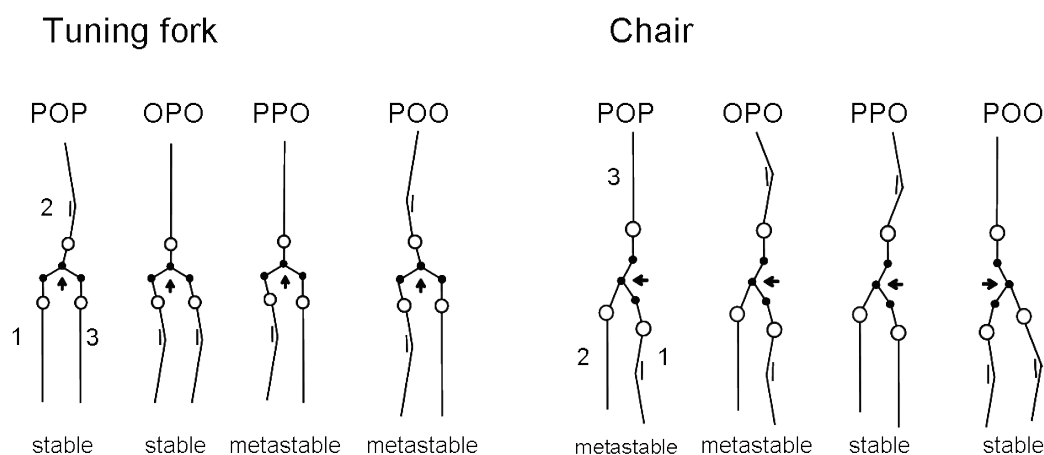 Tuning fork Chair
POP OPO PPO POO POP OPO PPO POO
3
2
1 3 2 1
stable stable metastable metastable metastable metastable stable stable